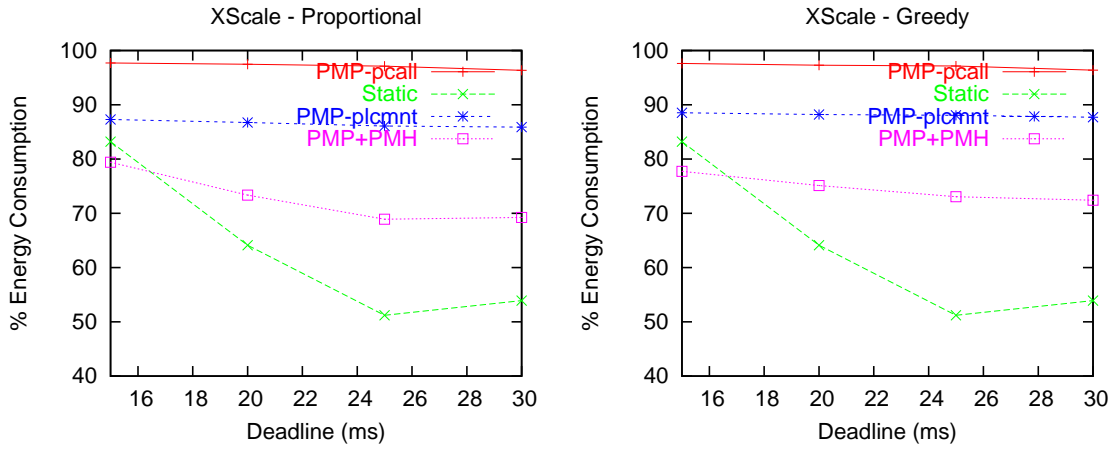 XScale - Proportional
% Energy Consumption
100
90
80
70
60
50
40
PMP-pcall
Static
PMP-plcmnt
PMP+PMH
16 18 20 22 24 26 28 30
Deadline (ms)
XScale - Greedy
% Energy Consumption
100
90
80
70
60
50
40
PMP-pcall
Static
PMP-plcmnt
PMP+PMH
16 18 20 22 24 26 28 30
Deadline (ms)